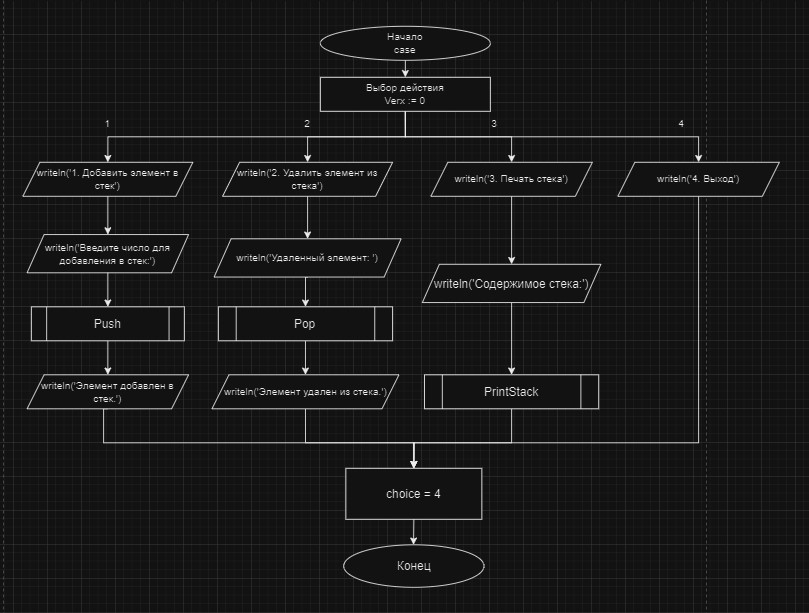 Начало
case
Выбор действия
Verx := 0
1
2
3
4
writeln('1. Добавить элемент в
стек')
writeln('2. Удалить элемент из
стека')
writeln('3. Печать стека')
writeln('4. Выход')
writeln('Введите число для
добавления в стек:')
writeln('Удаленный элемент: ')
writeln('Содержимое стека:')
Push
Pop
writeln('Элемент добавлен в
стек.')
writeln('Элемент удален из стека.')
PrintStack
choice = 4
Конец